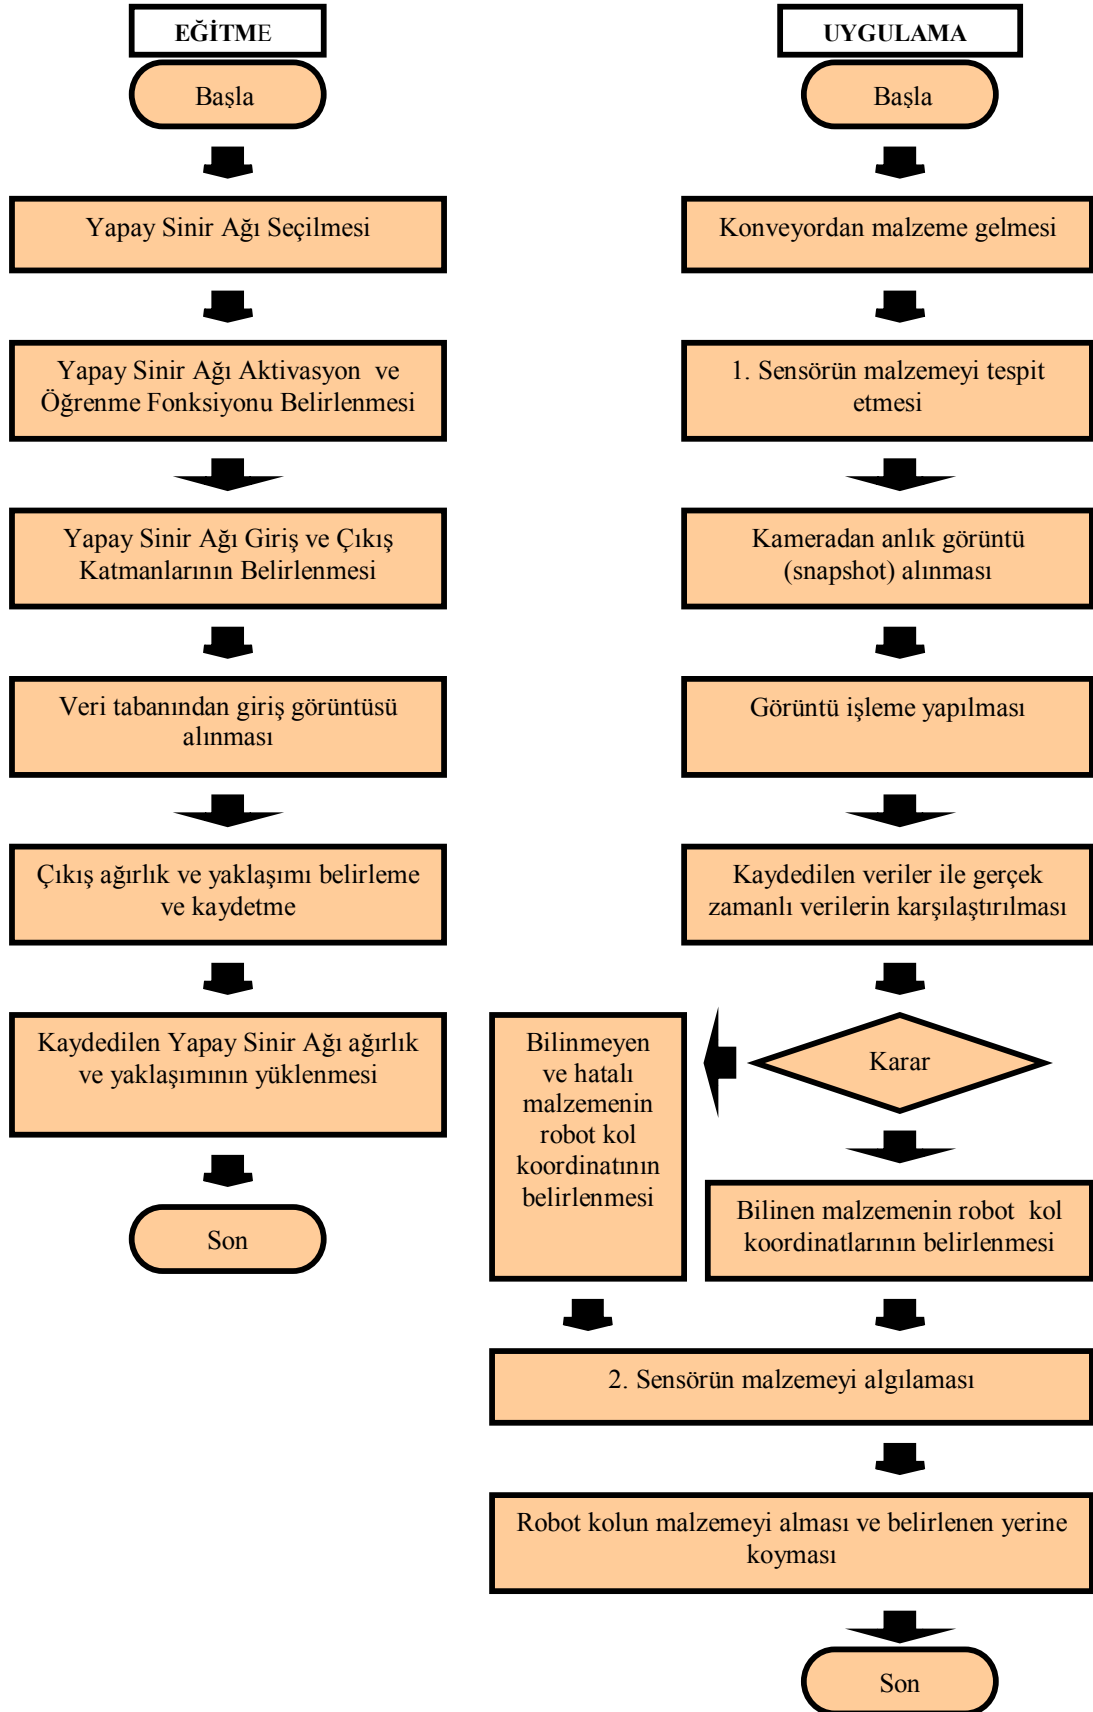 EĞİTME
Başla
Yapay Sinir Ağı Seçilmesi
Yapay Sinir Ağı Aktivasyon ve
Öğrenme Fonksiyonu Belirlenmesi
Yapay Sinir Ağı Giriş ve Çıkış
Katmanlarının Belirlenmesi
Veri tabanından giriş görüntüsü
alınması
Çıkış ağırlık ve yaklaşımı belirleme
ve kaydetme
Kaydedilen Yapay Sinir Ağı ağırlık
ve yaklaşımının yüklenmesi
Son
UYGULAMA
Başla
Konveyordan malzeme gelmesi
1. Sensörün malzemeyi tespit
etmesi
Kameradan anlık görüntü
(snapshot) alınması
Görüntü işleme yapılması
Kaydedilen veriler ile gerçek
zamanlı verilerin karşılaştırılması
Karar
Bilinmeyen
ve hatalı
malzemenin
robot kol
koordinatının
belirlenmesi
Bilinen malzemenin robot kol
koordinatlarının belirlenmesi
2. Sensörün malzemeyi algılaması
Robot kolun malzemeyi alması ve belirlenen yerine
koyması
Son